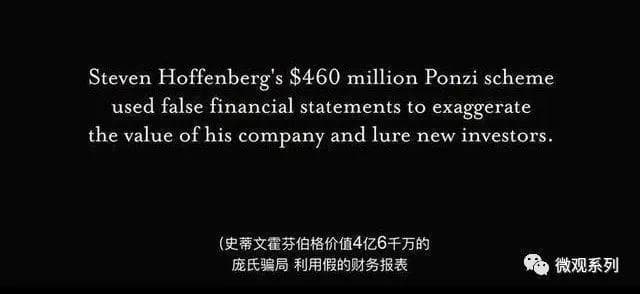 Steven Hoffenberg's $460 million Ponzi scheme
used false financial statements to exaggerate
the value of his company and lure new investors.
(史蒂文霍芬伯格价值4亿6千万的
庞氏骗局 利用假的财务报表
微观系列